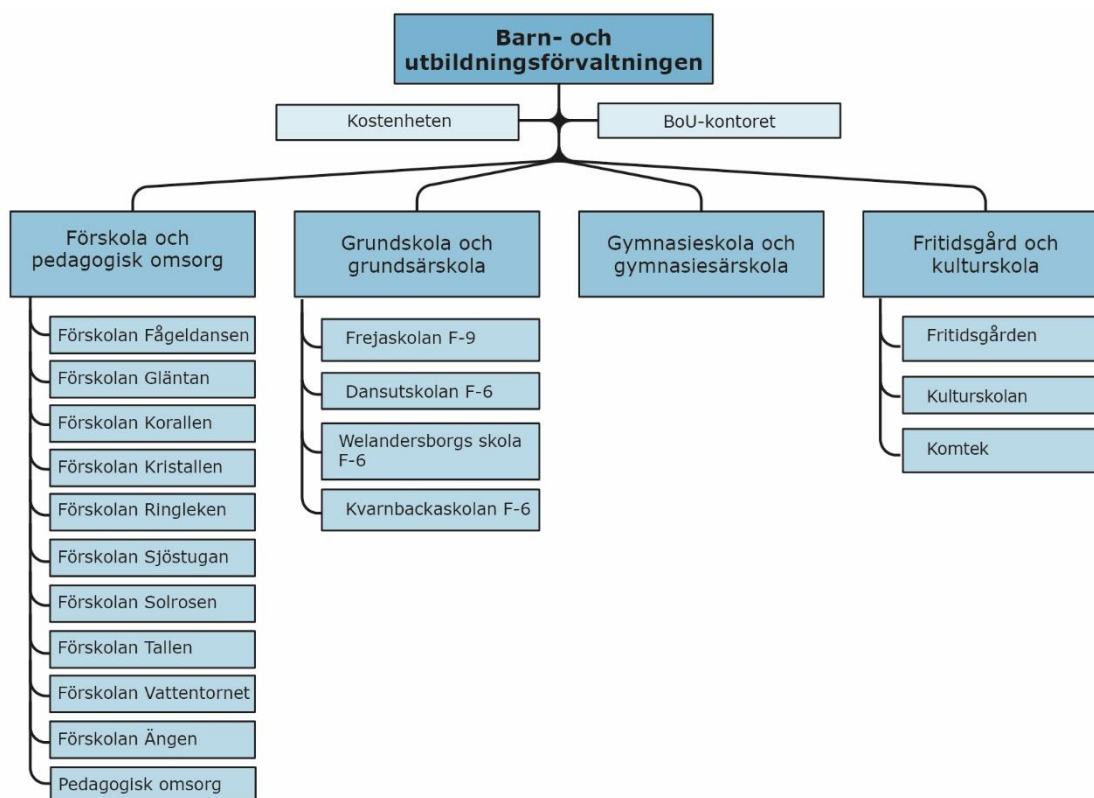 Barn- och
utbildningsförvaltningen
Kostenheten
BoU-kontoret
Förskola och
pedagogisk omsorg
Förskolan Fågeldansen
Förskolan Gläntan
Förskolan Korallen
Förskolan Kristallen
Förskolan Ringleken
Förskolan Sjöstugan
Förskolan Solrosen
Förskolan Tallen
Förskolan Vattentornet
Förskolan Ängen
Pedagogisk omsorg
Grundskola och
grundsärskola
Frejaskolan F-9
Dansutskolan F-6
Welandersborgs skola
F-6
Kvarnbackaskolan F-6
Gymnasieskola och
gymnasiesärskola
Fritidsgård och
kulturskola
Fritidsgården
Kulturskolan
Komtek